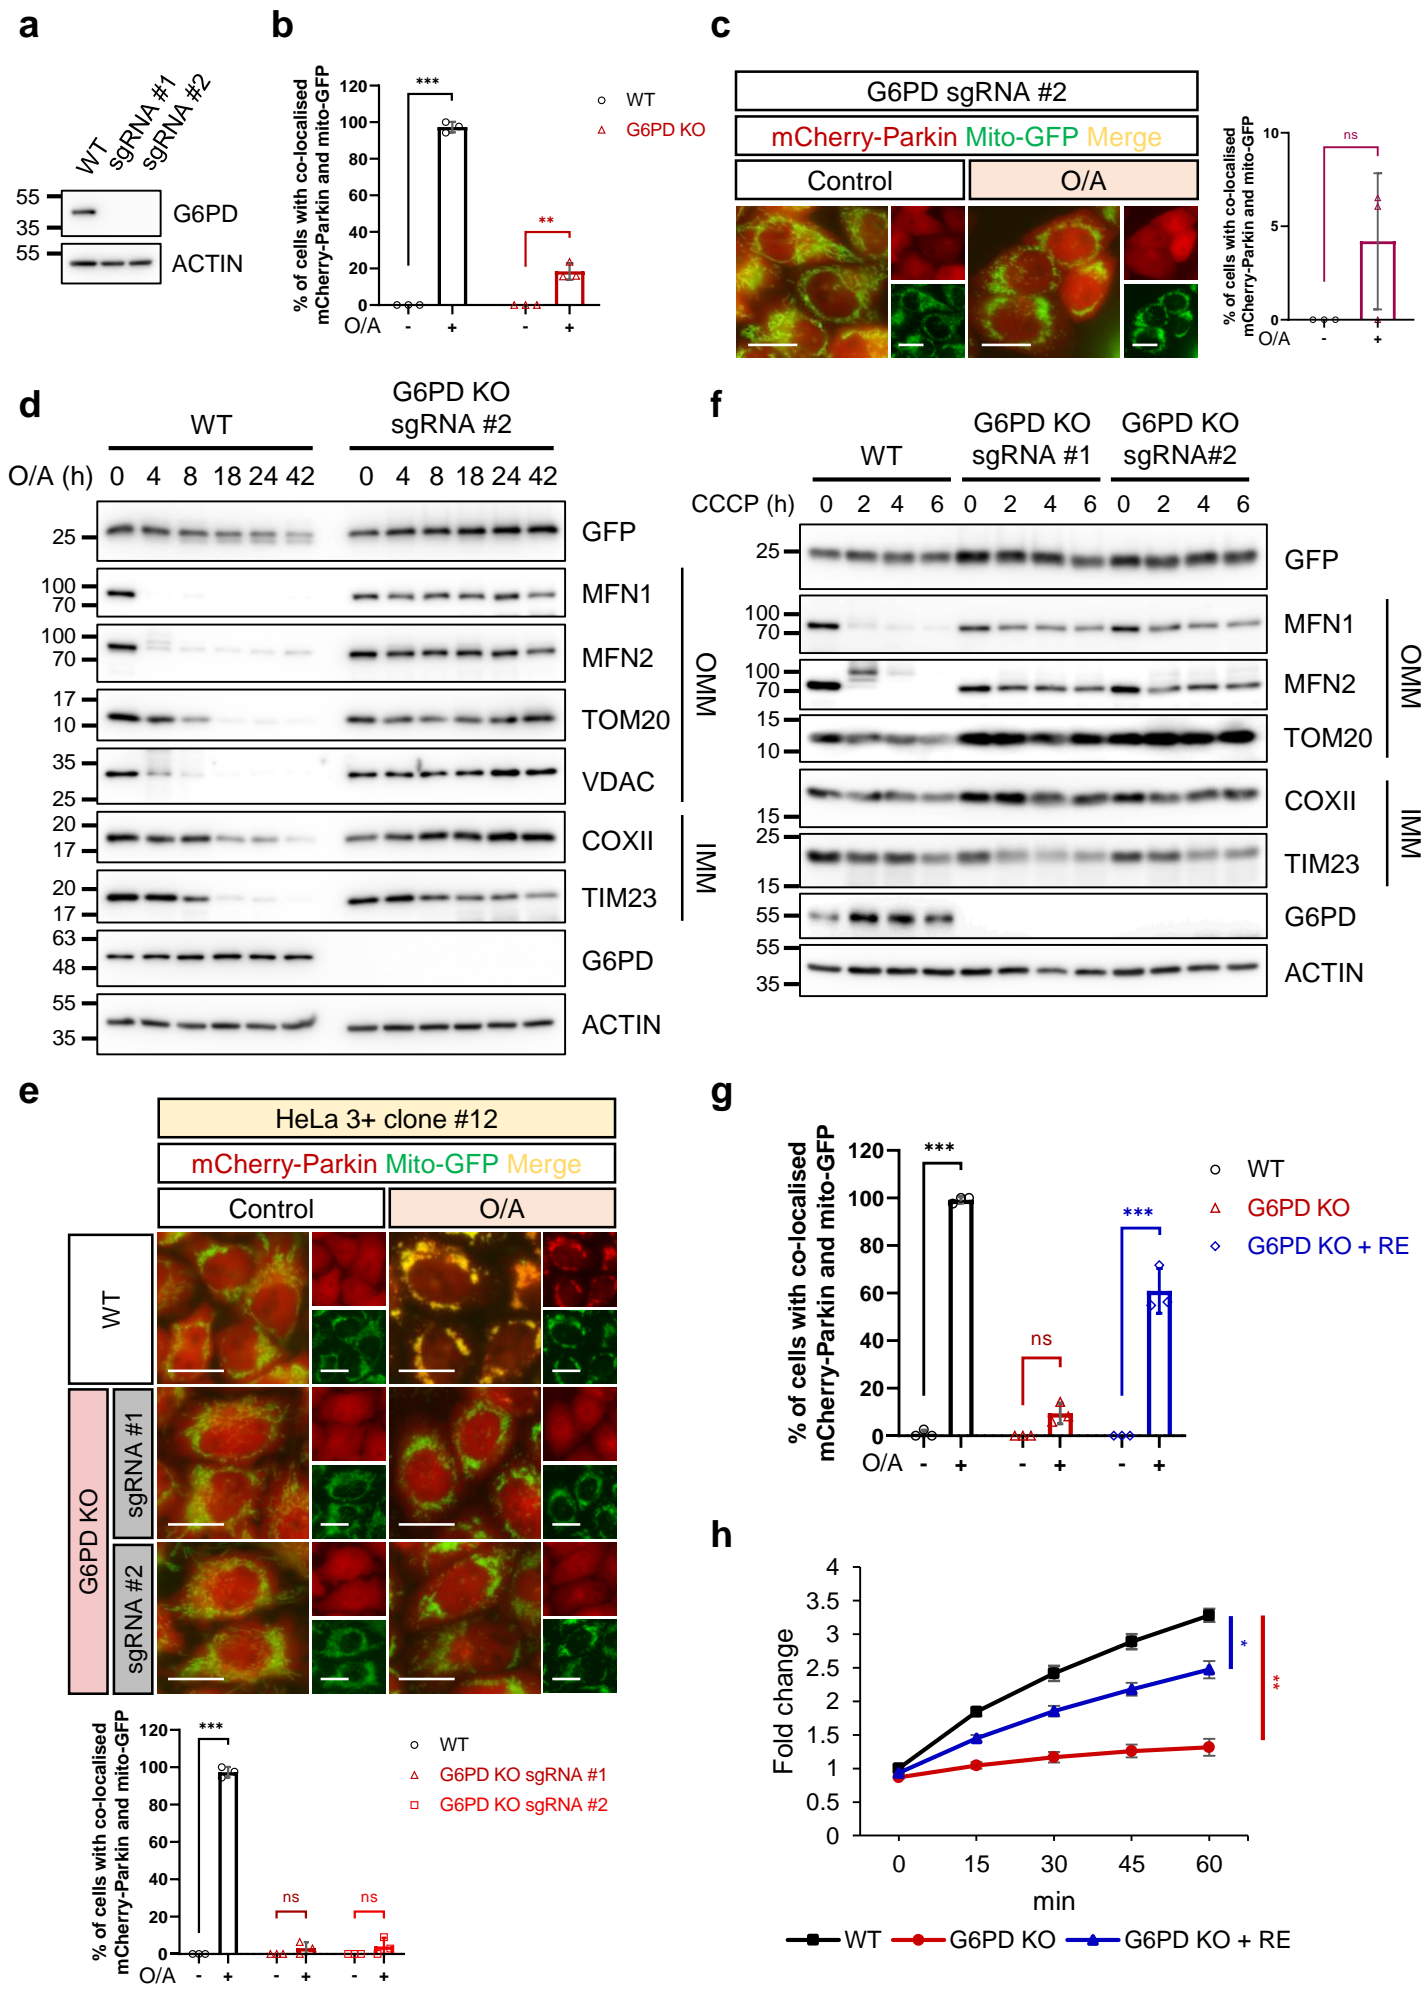 a
WT
sgRNA #1
sgRNA #2
55
35
55
G6PD
ACTIN
b
% of cells with co-localised
mCherry-Parkin and mito-GFP
120
100
80
60
40
20
0
***
**
O/A
- + - +
WT
G6PD KO
c
G6PD sgRNA #2
mCherry-Parkin Mito-GFP Merge
Control
O/A
% of cells with co-localised
mCherry-Parkin and mito-GFP
10
5
0
ns
O/A
- +
d
WT
G6PD KO
sgRNA #2
O/A (h)
0 4 8 18 24 42
0 4 8 18 24 42
25
GFP
100
70
MFN1
100
70
MFN2
17
10
TOM20
35
25
VDAC
OMM
20
17
COXII
20
17
TIM23
IMM
63
48
G6PD
55
35
ACTIN
f
WT
G6PD KO
sgRNA #1
G6PD KO
sgRNA#2
CCCP (h)
0 2 4 6
0 2 4 6
0 2 4 6
25
GFP
100
70
MFN1
100
70
MFN2
15
10
TOM20
OMM
15
COXII
25
15
TIM23
IMM
55
G6PD
55
35
ACTIN
e
HeLa 3+ clone #12
mCherry-Parkin Mito-GFP Merge
Control
O/A
WT
G6PD KO
sgRNA #1
sgRNA #2
% of cells with co-localised
mCherry-Parkin and mito-GFP
120
100
80
60
40
20
0
***
ns
ns
O/A
- + - + - +
WT
G6PD KO sgRNA #1
G6PD KO sgRNA #2
g
% of cells with co-localised
mCherry-Parkin and mito-GFP
120
100
80
60
40
20
0
***
ns
***
O/A
- + - + - +
WT
G6PD KO
G6PD KO + RE
h
Fold change
4
3.5
3
2.5
2
1.5
1
0.5
0
*
**
0 15 30 45 60
min
WT G6PD KO G6PD KO + RE